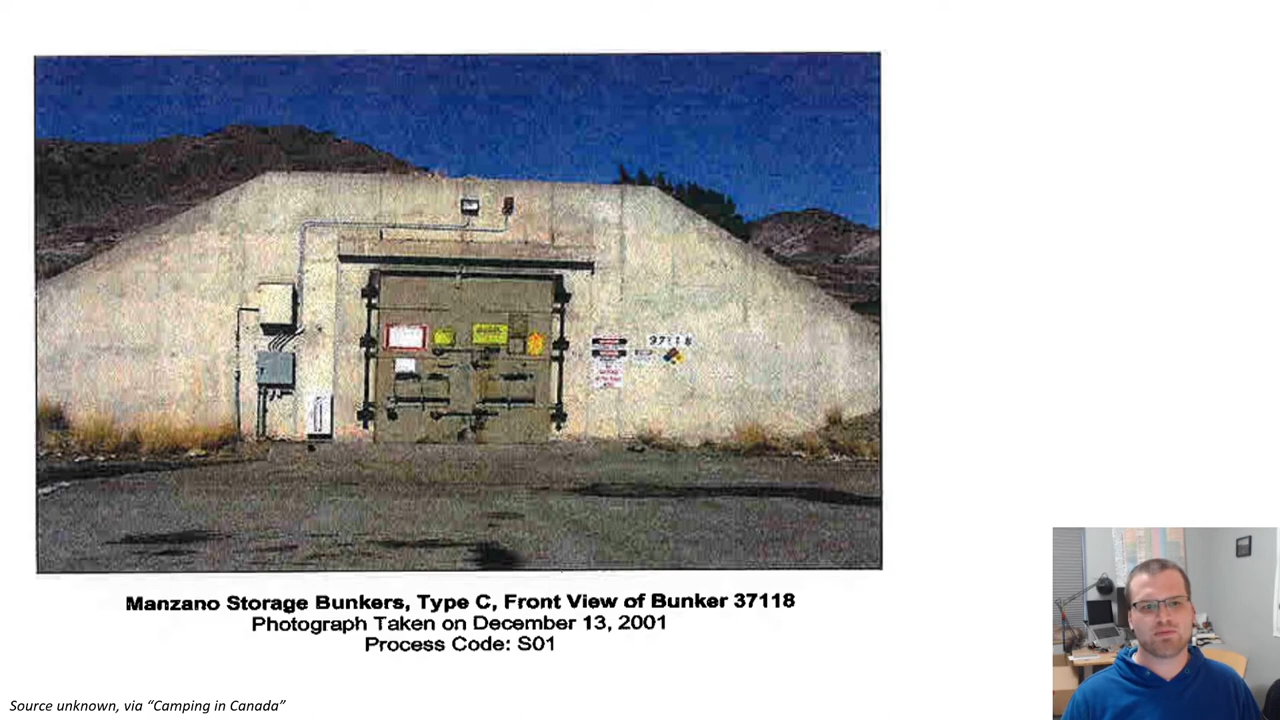 37118
Manzano Storage Bunkers, Type C, Front View of Bunker 37118
Photograph Taken on December 13, 2001
Process Code: S01
Source unknown, via “Camping in Canada”